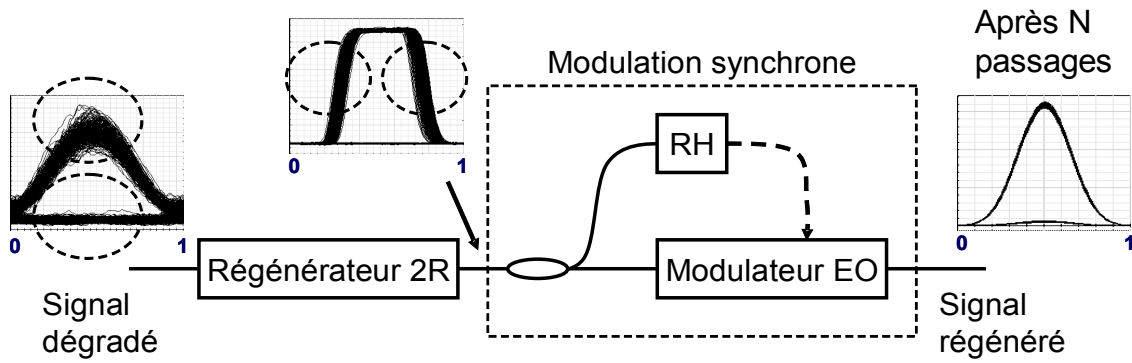 Après N
passages
Modulation synchrone
RH
0 1
0 1
0 1
Régénérateur 2R
Modulateur EO
Signal
dégradé
Signal
régénéré